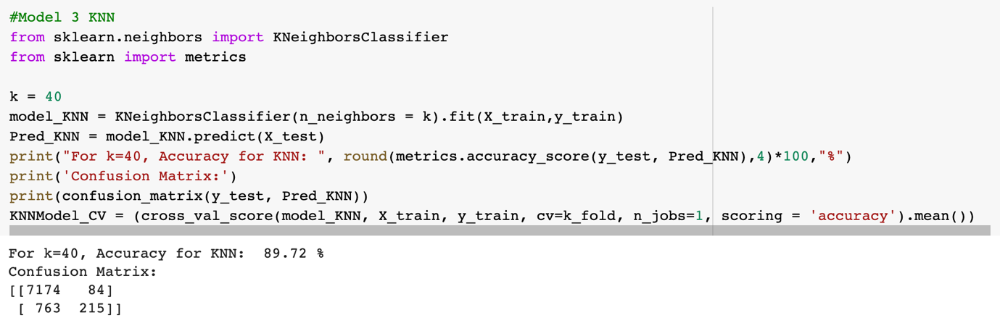 #Model 3 KNN
from sklearn.neighbors import KNeighborsClassifier
from sklearn import metrics
k = 40
model_KNN = KNeighborsClassifier(n_neighbors = k).fit(X_train,y_train)
Pred_KNN = model_KNN.predict(X_test)
print("For k=40, Accuracy for KNN: ", round(metrics.accuracy_score(y_test, Pred_KNN),4)*100,"%")
print('Confusion Matrix:')
print(confusion_matrix(y_test, Pred_KNN))
KNNModel_CV = (cross_val_score(model_KNN, X_train, y_train, cv=k_fold, n_jobs=1, scoring = 'accuracy').mean())
For k=40, Accuracy for KNN:  89.72 %
Confusion Matrix:
[[7174   84]
 [ 763  215]]